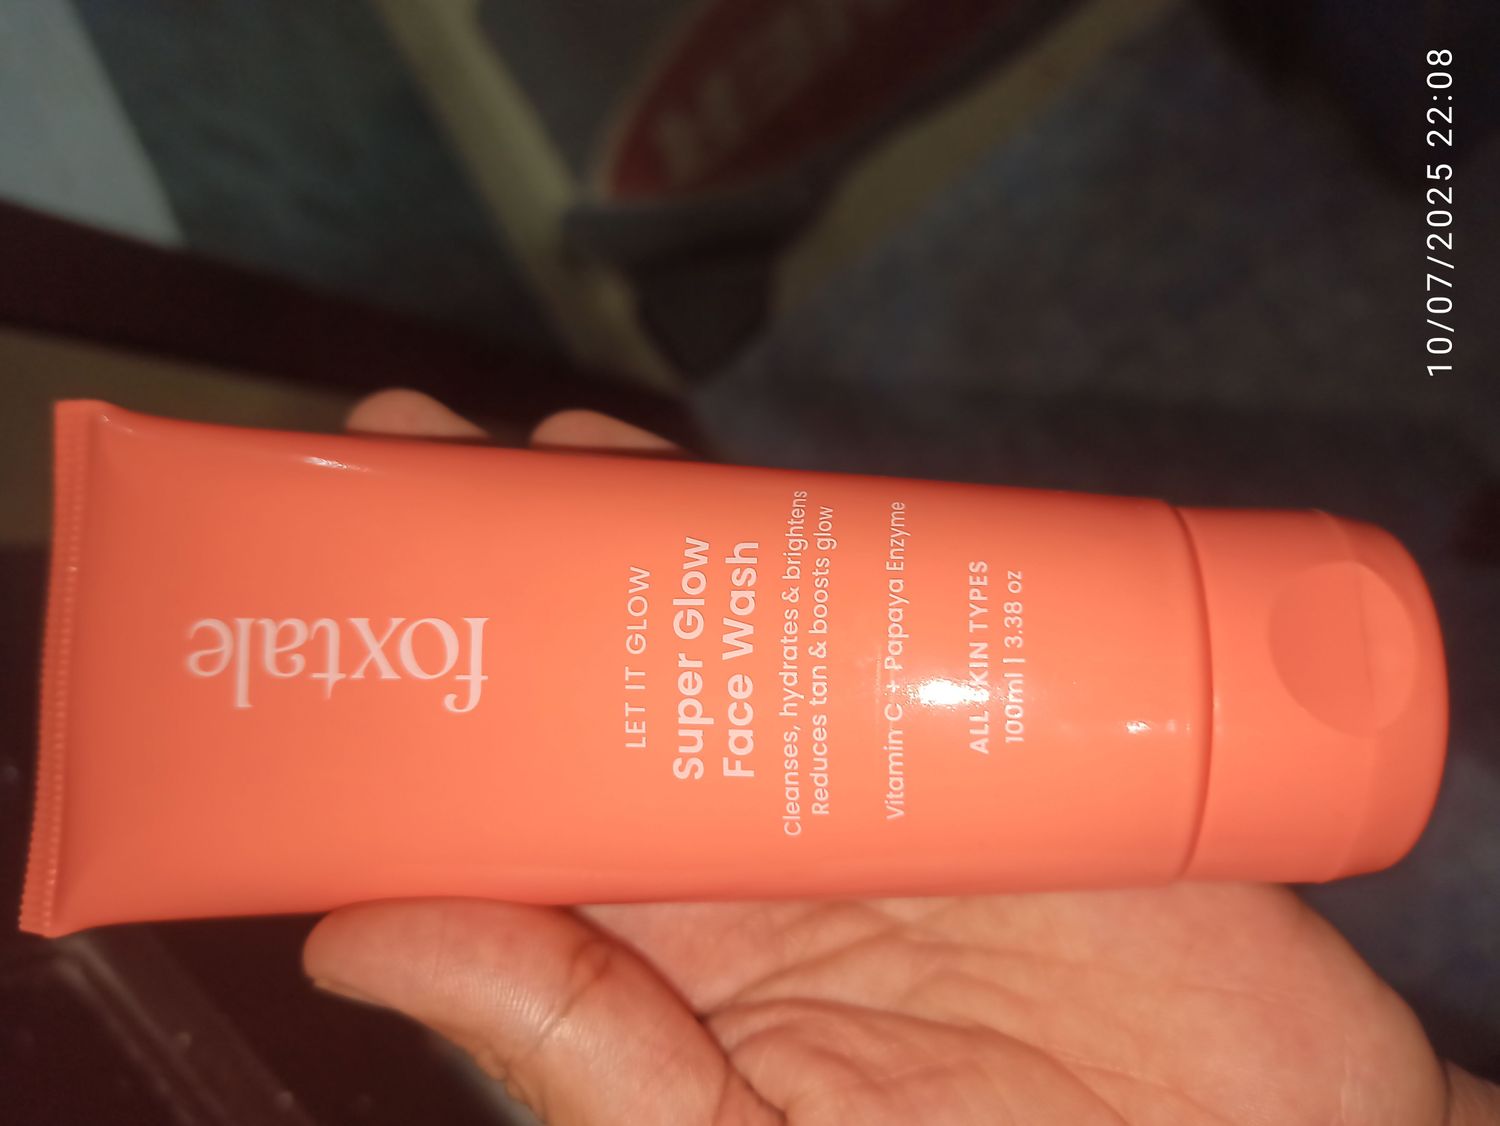 foxtale
LET IT GLOW
Super Glow
Face Wash
Cleanses, hydrates & brightens
Reduces tan & boosts glow
Vitamin C + Papaya Enzyme
ALL SKIN TYPES
100ml | 3.38 oz
10/07/2025 22:08